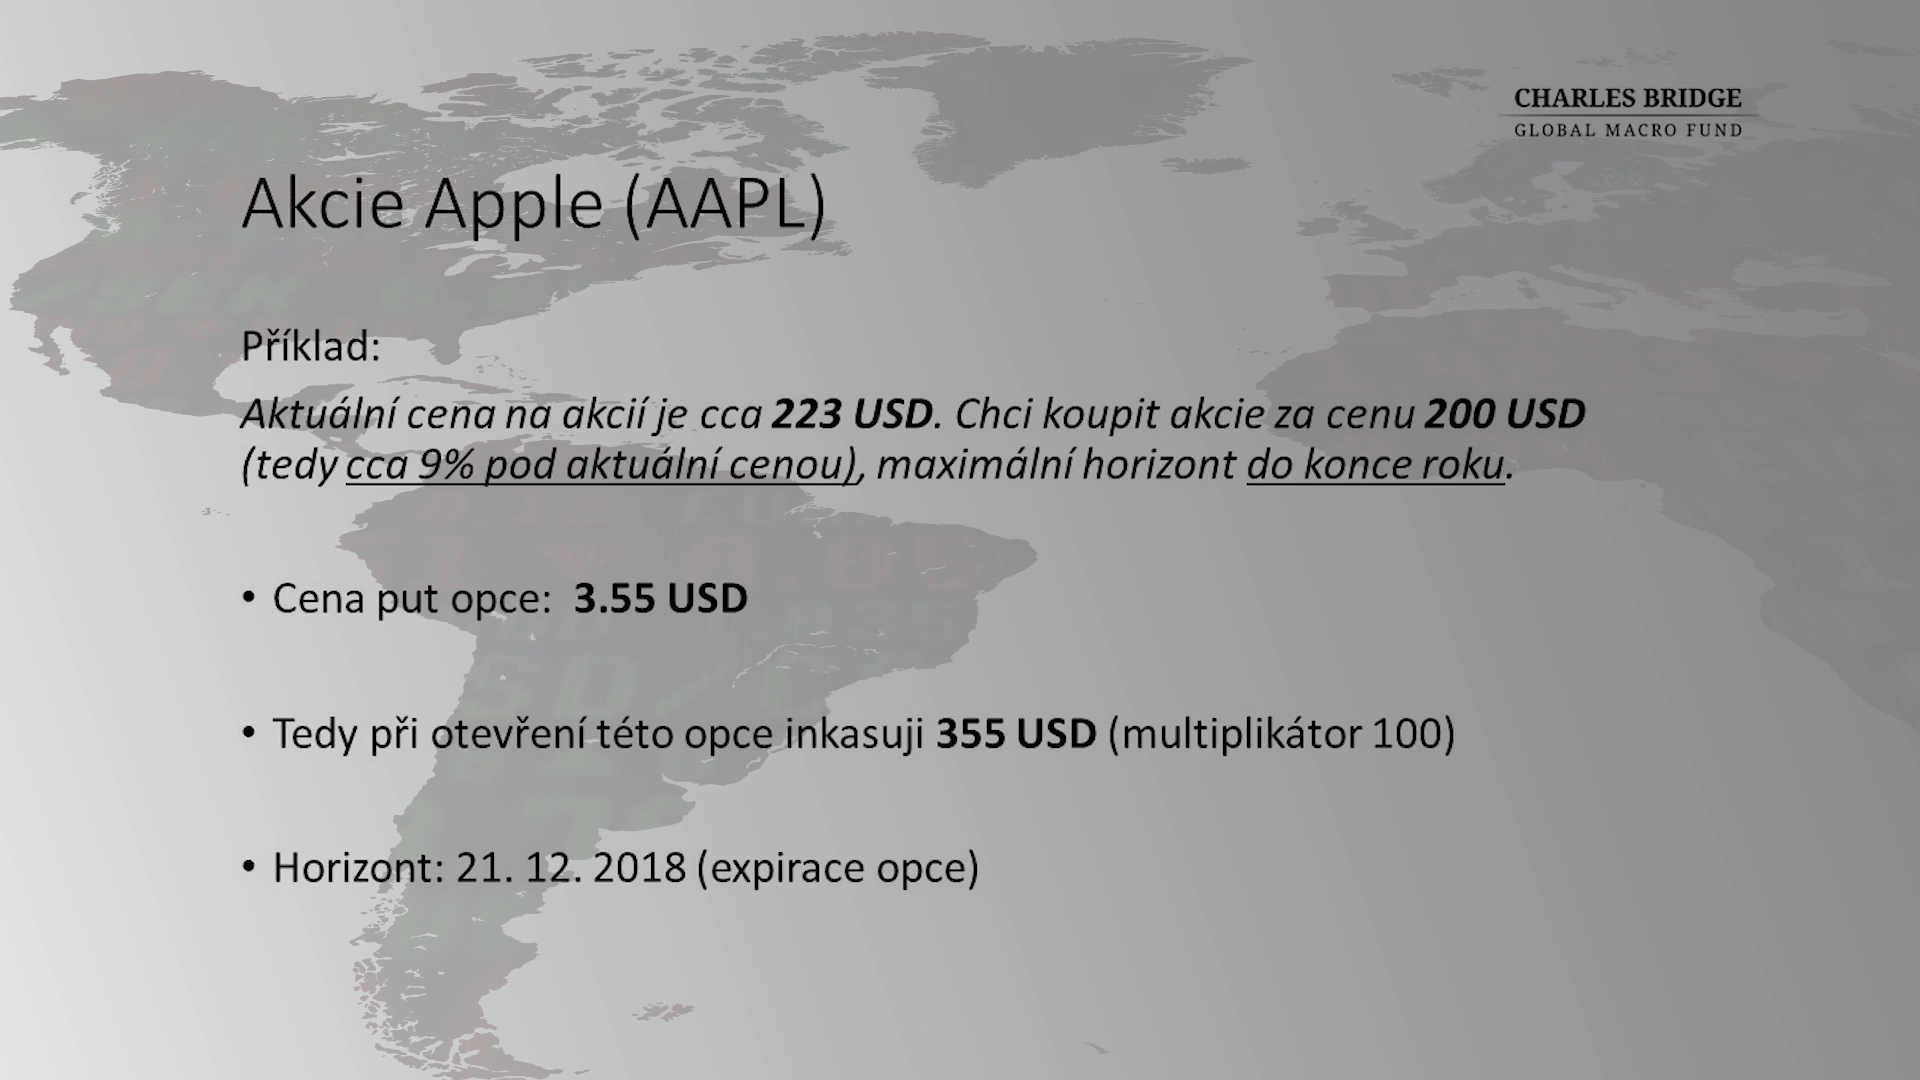 CHARLES BRIDGE
GLOBAL MACRO FUND
Akcie Apple (AAPL)
Příklad:
Aktuální cena na akcií je cca 223 USD. Chci koupit akcie za cenu 200 USD
(tedy cca 9% pod aktuální cenou), maximální horizont do konce roku.
• Cena put opce: 3.55 USD
• Tedy při otevření této opce inkasuji 355 USD (multiplikátor 100)
• Horizont: 21. 12. 2018 (expirace opce)